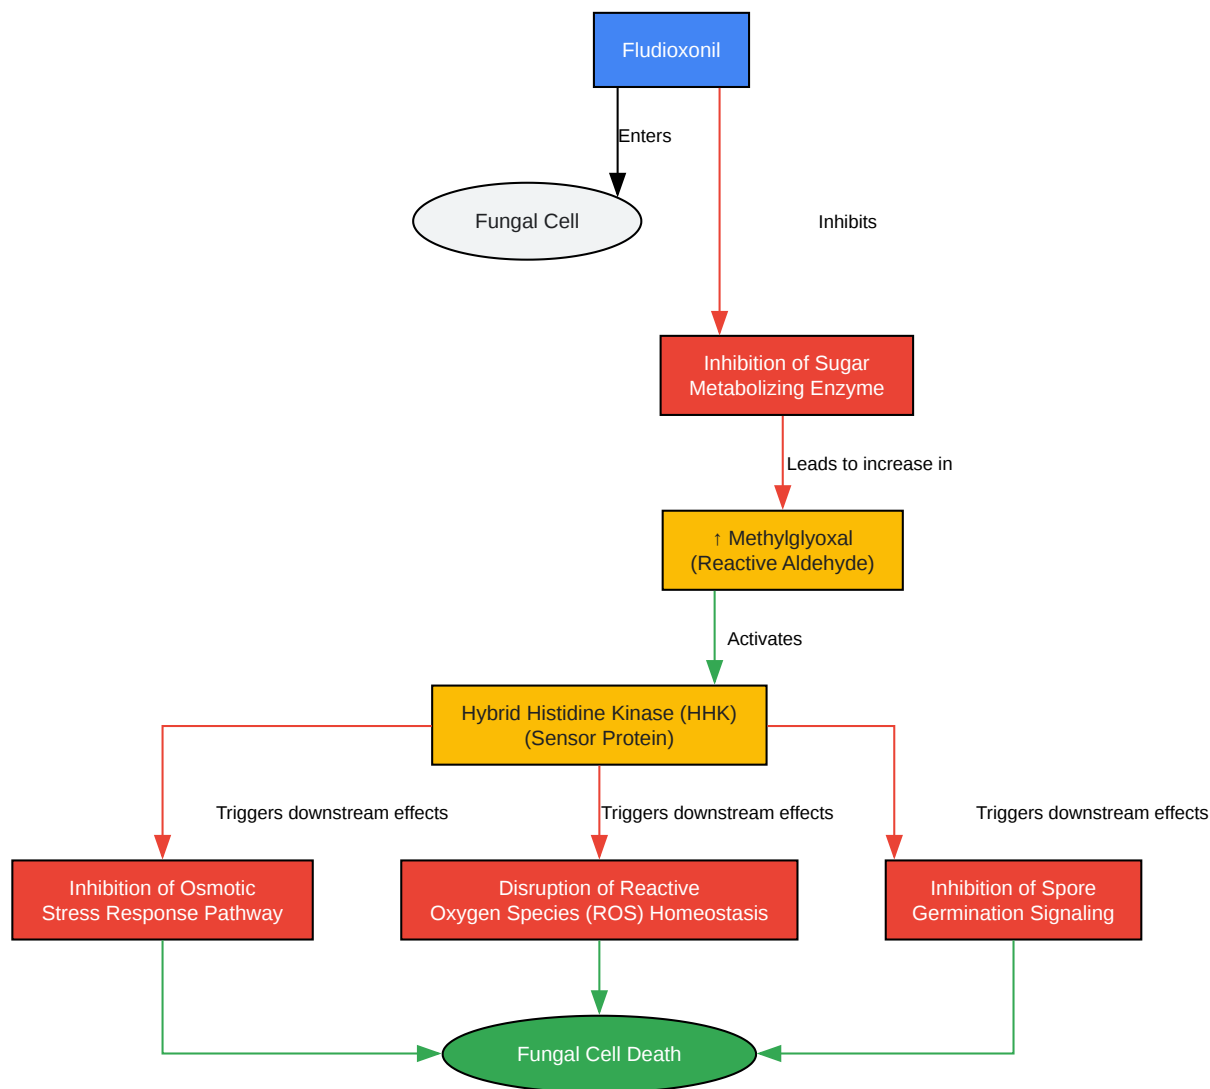 Fludioxonil
Enters
Fungal Cell
Inhibits
Inhibition of Sugar
Metabolizing Enzyme
Leads to increase in
↑ Methylglyoxal
(Reactive Aldehyde)
Activates
Hybrid Histidine Kinase (HHK)
(Sensor Protein)
Triggers downstream effects
Triggers downstream effects
Triggers downstream effects
Inhibition of Osmotic
Stress Response Pathway
Disruption of Reactive
Oxygen Species (ROS) Homeostasis
Inhibition of Spore
Germination Signaling
Fungal Cell Death